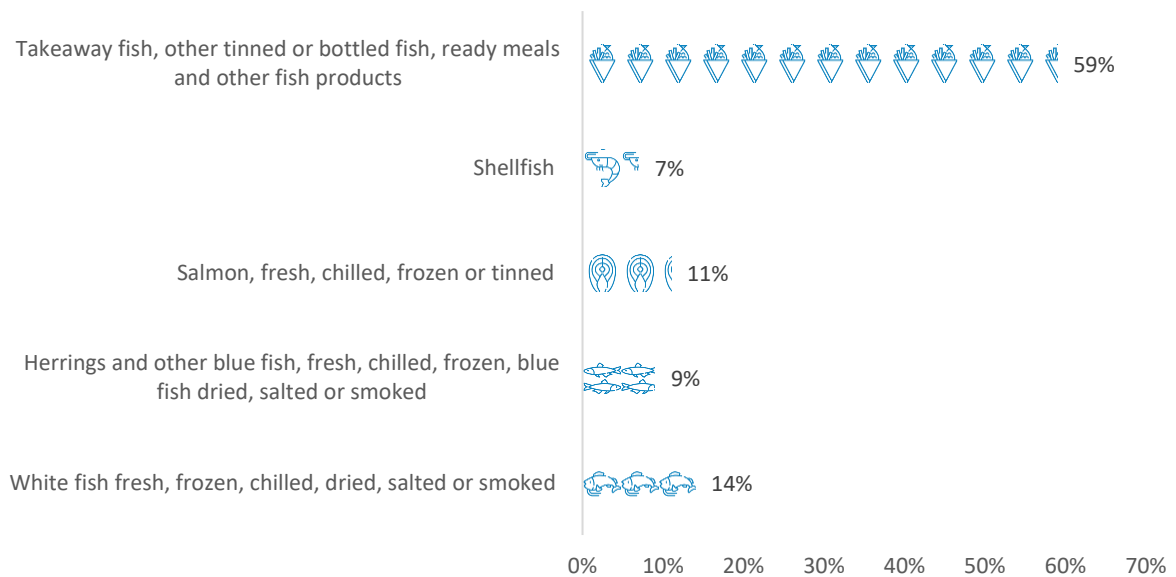 Takeaway fish, other tinned or bottled fish, ready meals
and other fish products
59%
Shellfish
7%
Salmon, fresh, chilled, frozen or tinned
11%
Herrings and other blue fish, fresh, chilled, frozen, blue
fish dried, salted or smoked
9%
White fish fresh, frozen, chilled, dried, salted or smoked
14%
0% 10% 20% 30% 40% 50% 60% 70%